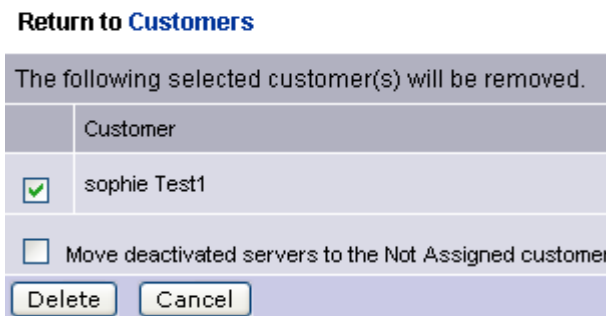 Return to Customers
The following selected customer(s) will be removed.
Customer
sophie Test1
Move deactivated servers to the Not Assigned customer
Delete Cancel